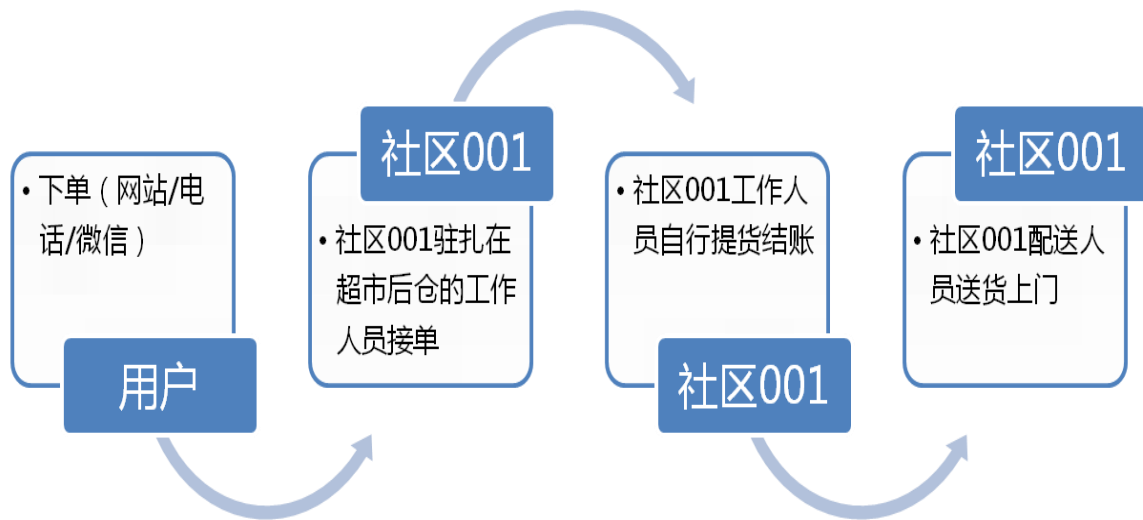 • 下单（网站/电
话/微信）
用户
社区001
• 社区001驻扎在
超市后仓的工作
人员接单
• 社区001工作人
员自行提货结账
社区001
社区001
• 社区001配送人
员送货上门